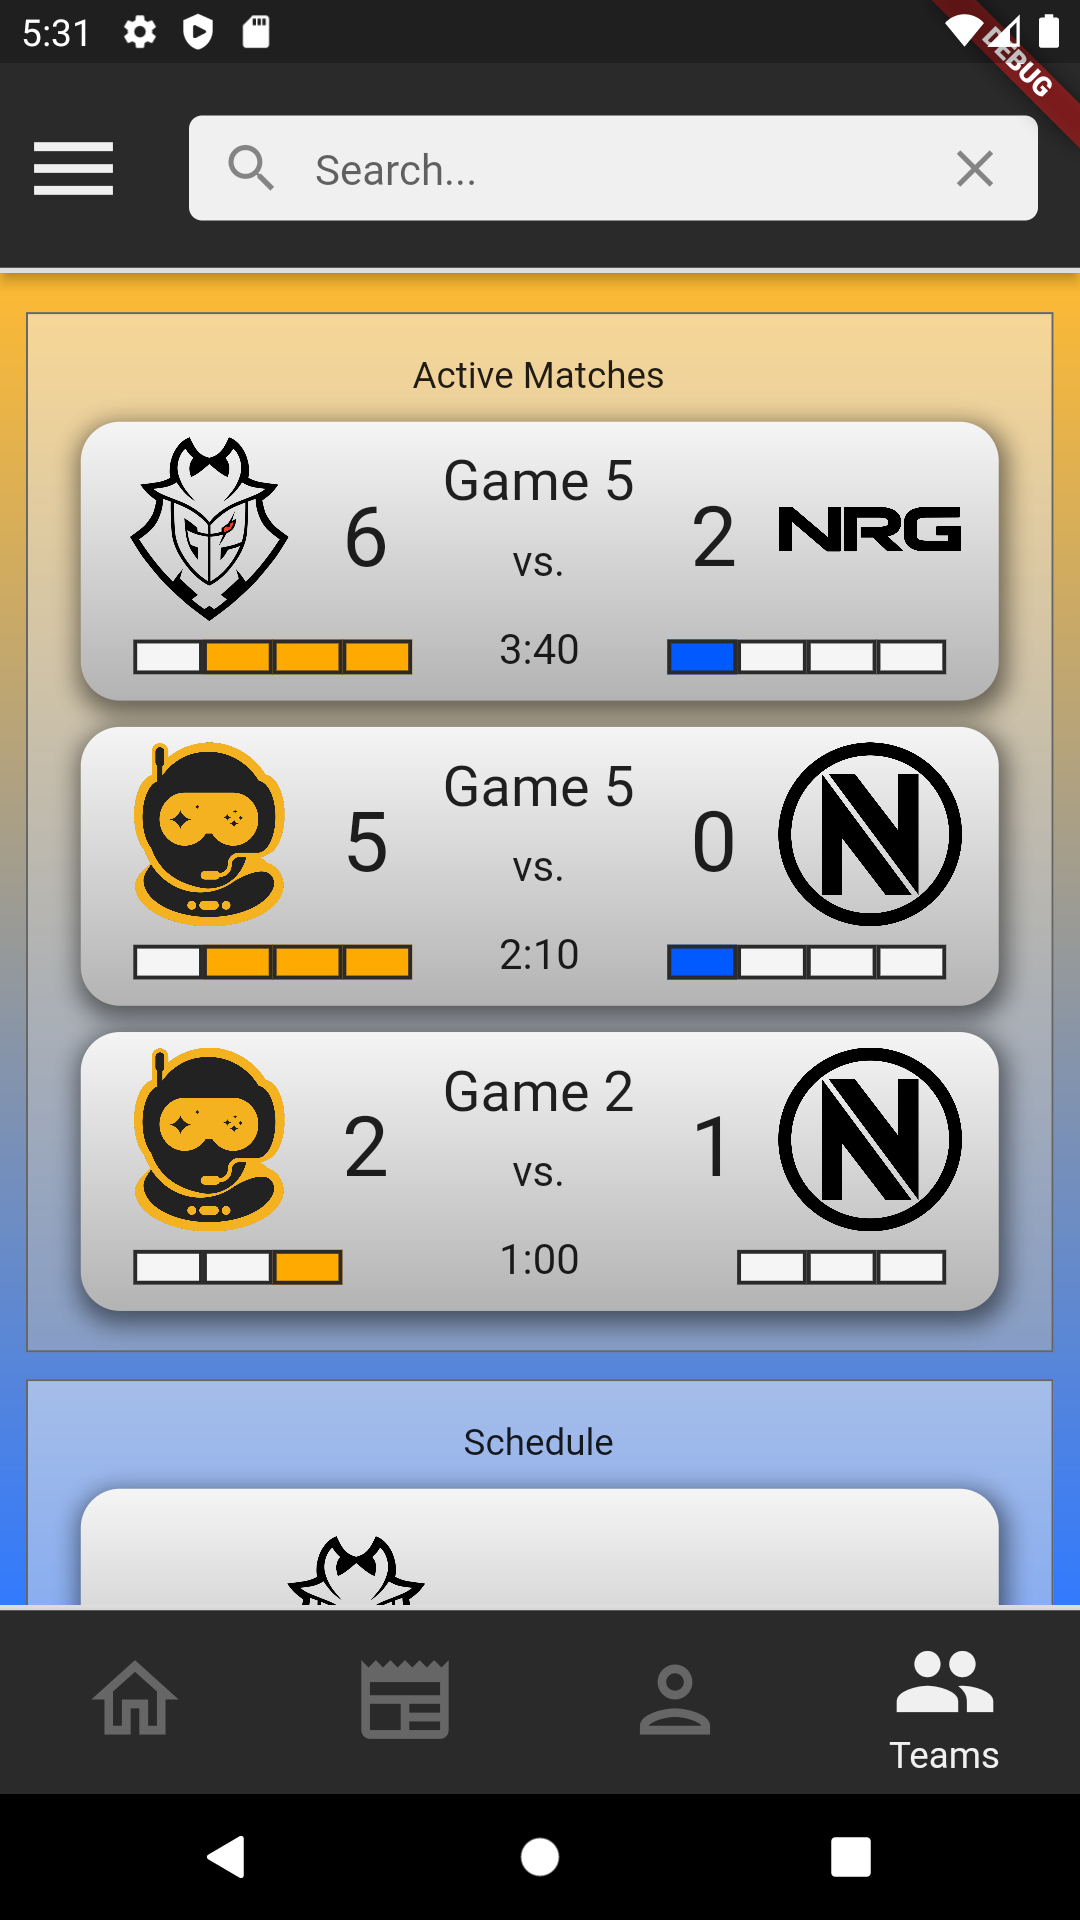 5:31
DEBUG
Search...
Active Matches
Game 5
6 vs. 2 NRG
3:40
Game 5
5 vs. 0
2:10
Game 2
2 vs. 1
1:00
Schedule
Teams